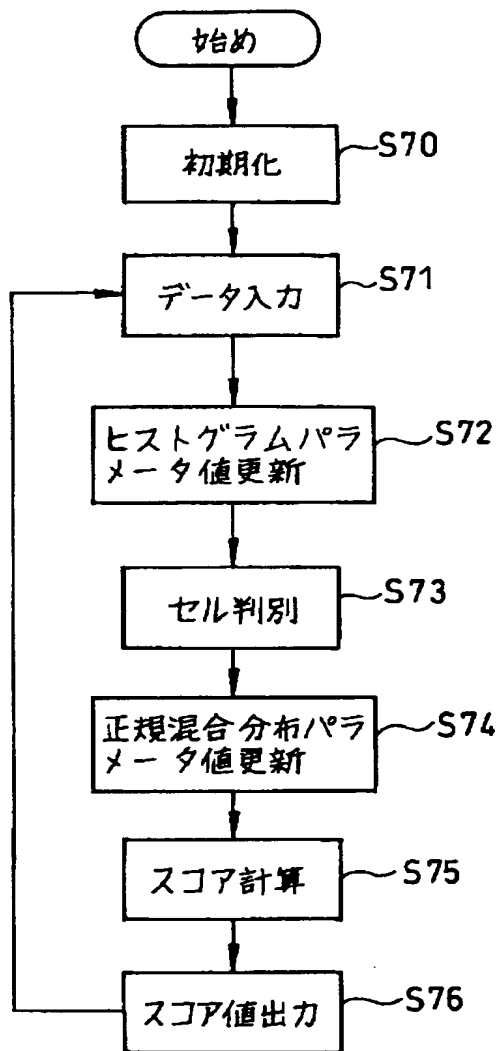 始め
初期化
S70
データ入力
S71
ヒストグラムパラ
メータ値更新
S72
セル判別
S73
正規混合分布パラ
メータ値更新
S74
スコア計算
S75
スコア値出力
S76